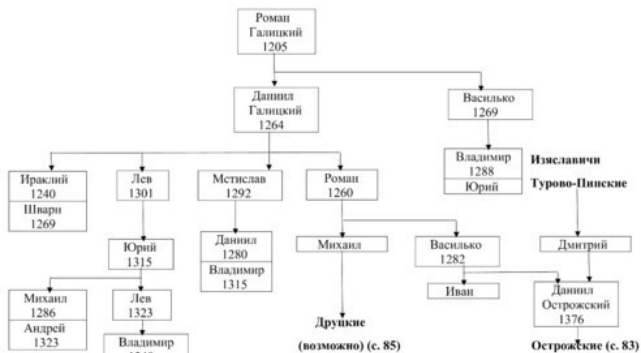 Роман
Галицкий
1205
Даниил
Галицкий
1264
Василько
1269
Владимир
1288
Юрий
Изяславичи
Турово-Пинские
Ираклий
1240
Шварн
1269
Лев
1301
Мстислав
1292
Роман
1260
Юрий
1315
Даниил
1280
Владимир
1315
Михаил
Василько
1282
Дмитрий
Михаил
1286
Андрей
1323
Лев
1323
Владимир
Иван
Даниил
Острожский
1376
Друцкие
(возможно) (с. 85)
Острожские (с. 83)